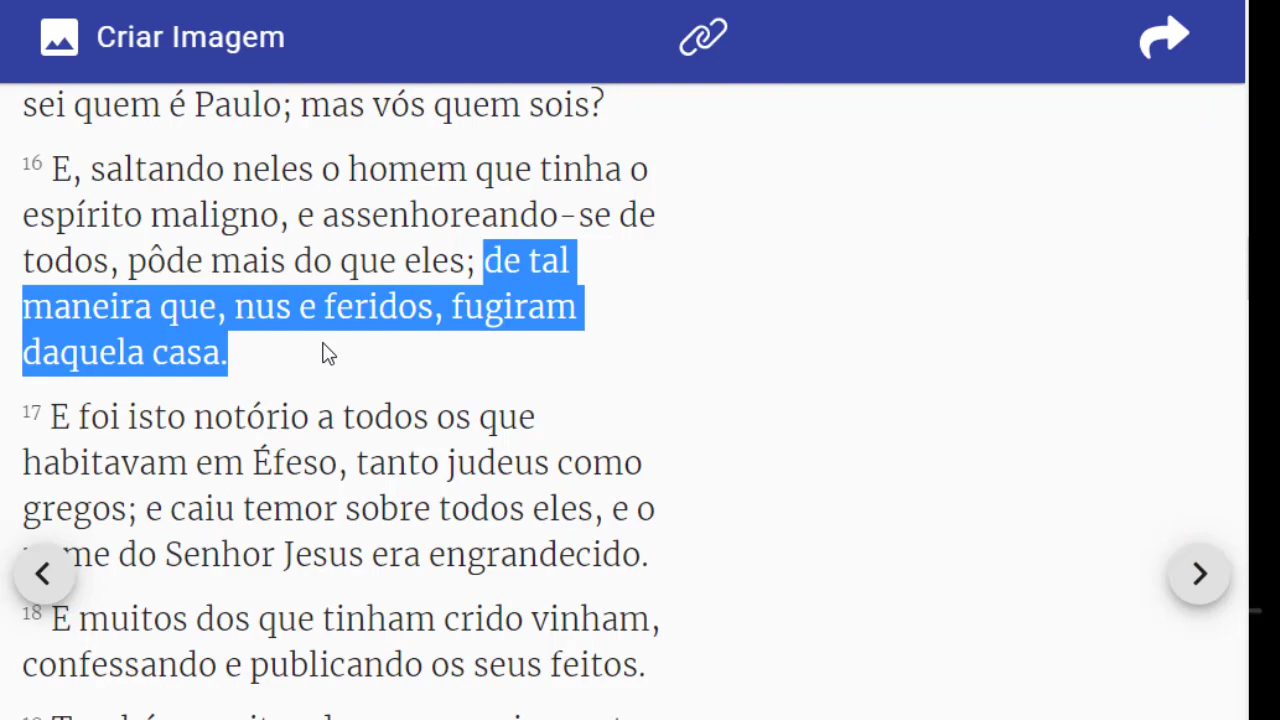 Criar Imagem
sei quem é Paulo; mas vós quem sois?
16 E, saltando neles o homem que tinha o
espírito maligno, e assenhoreando-se de
todos, pôde mais do que eles; de tal
maneira que, nus e feridos, fugiram
daquela casa.
17 E foi isto notório a todos os que
habitavam em Éfeso, tanto judeus como
gregos; e caiu temor sobre todos eles, e o
do Senhor Jesus era engrandecido.
18 E muitos dos que tinham crido vinham,
confessando e publicando os seus feitos.